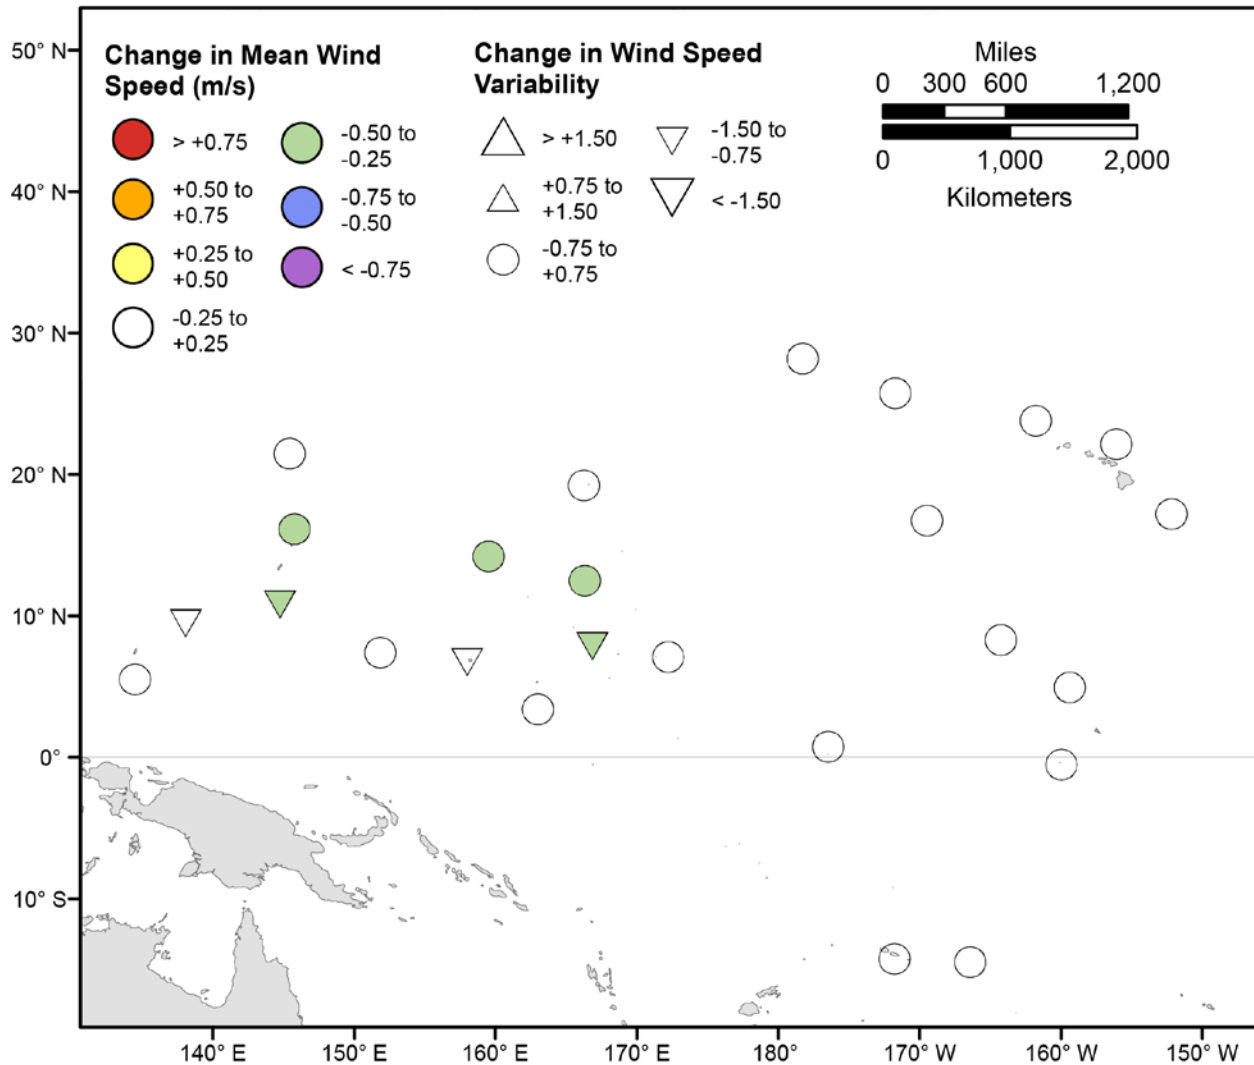 Change in Mean Wind
Speed (m/s)
> +0.75
+0.50 to
+0.75
+0.25 to
+0.50
-0.25 to
+0.25
-0.50 to
-0.25
-0.75 to
-0.50
< -0.75
Change in Wind Speed
Variability
> +1.50
+0.75 to
+1.50
-0.75 to
+0.75
-1.50 to
-0.75
< -1.50
Miles
0 300 600 1,200
0 1,000 2,000
Kilometers
50° N
40° N
30° N
20° N
10° N
0°
10° S
140° E 150° E 160° E 170° E 180° 170° W 160° W 150° W